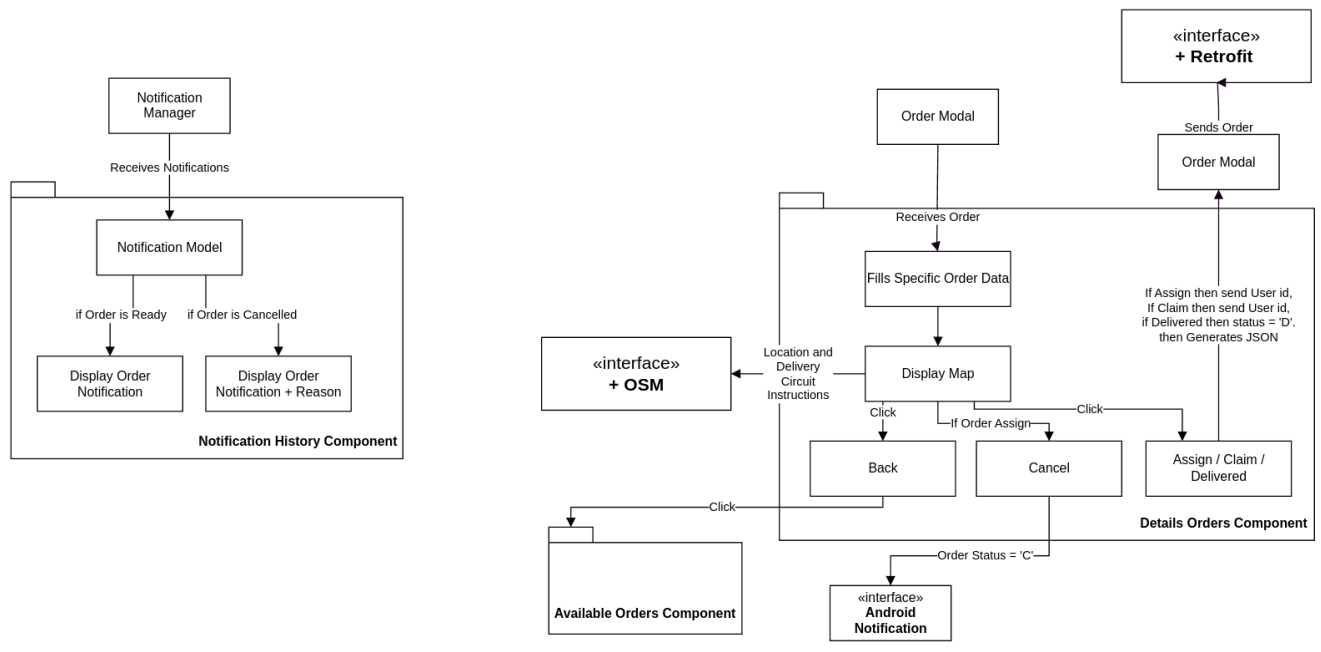 «interface»
+ Retrofit
Notification
Manager
Order Modal
Sends Order
Order Modal
Receives Notifications
Receives Order
Notification Model
Fills Specific Order Data
If Assign then send User id,
If Claim then send User id,
if Delivered then status = 'D'.
then Generates JSON
if Order is Ready
if Order is Cancelled
Display Order
Notification
Display Order
Notification + Reason
Notification History Component
«interface»
+ OSM
Location and
Delivery
Circuit
Instructions
Display Map
Click
If Order Assign
Click
Back
Cancel
Assign / Claim /
Delivered
Click
Details Orders Component
Order Status = 'C'
Available Orders Component
«interface»
Android
Notification